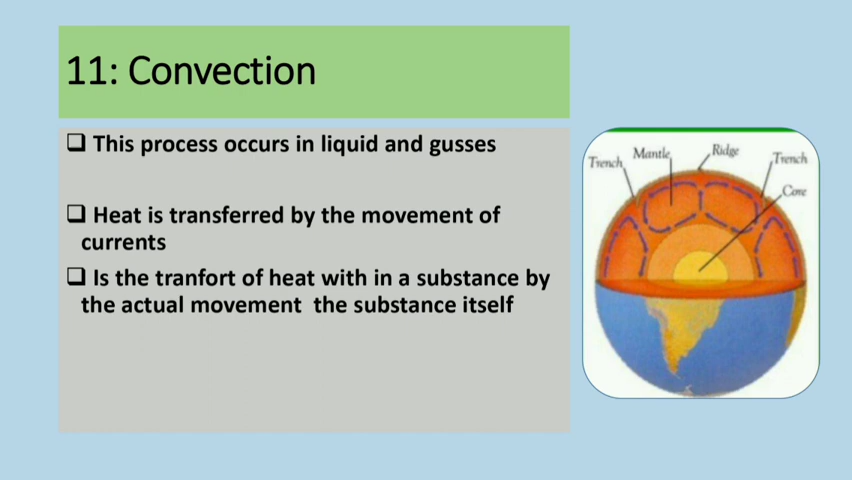 11: Convection
❑ This process occurs in liquid and gusses
❑ Heat is transferred by the movement of
currents
❑ Is the tranfort of heat with in a substance by
the actual movement the substance itself
Trench
Mantle
Ridge
Trench
Core